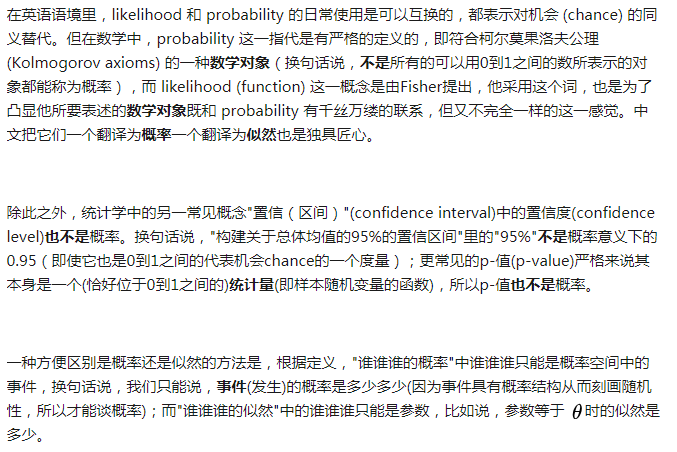 在英语语境里，likelihood 和 probability 的日常使用是可以互换的，都表示对机会 (chance) 的同
义替代。但在数学中，probability 这一指代是有严格的定义的，即符合柯尔莫果洛夫公理
(Kolmogorov axioms) 的一种数学对象（换句话说，不是所有的可以用0到1之间的数所表示的对
象都能称为概率），而 likelihood (function) 这一概念是由Fisher提出，他采用这个词，也是为了
凸显他所要表述的数学对象既和 probability 有千丝万缕的联系，但又不完全一样的这一感觉。中
文把它们一个翻译为概率一个翻译为似然也是独具匠心。
除此之外，统计学中的另一常见概念"置信（区间）"(confidence interval)中的置信度(confidence
level)也不是概率。换句话说，"构建关于总体均值的95%的置信区间"里的"95%"不是概率意义下的
0.95（即使它也是0到1之间的代表机会chance的一个度量）；更常见的p-值(p-value)严格来说其
本身是一个(恰好位于0到1之间的)统计量(即样本随机变量的函数)，所以p-值也不是概率。
一种方便区别是概率还是似然的方法是，根据定义，"谁谁谁的概率"中谁谁谁只能是概率空间中的
事件，换句话说，我们只能说，事件(发生)的概率是多少多少(因为事件具有概率结构从而刻画随机
性，所以才能谈概率)；而"谁谁谁的似然"中的谁谁谁只能是参数，比如说，参数等于 θ 时的似然是
多少。